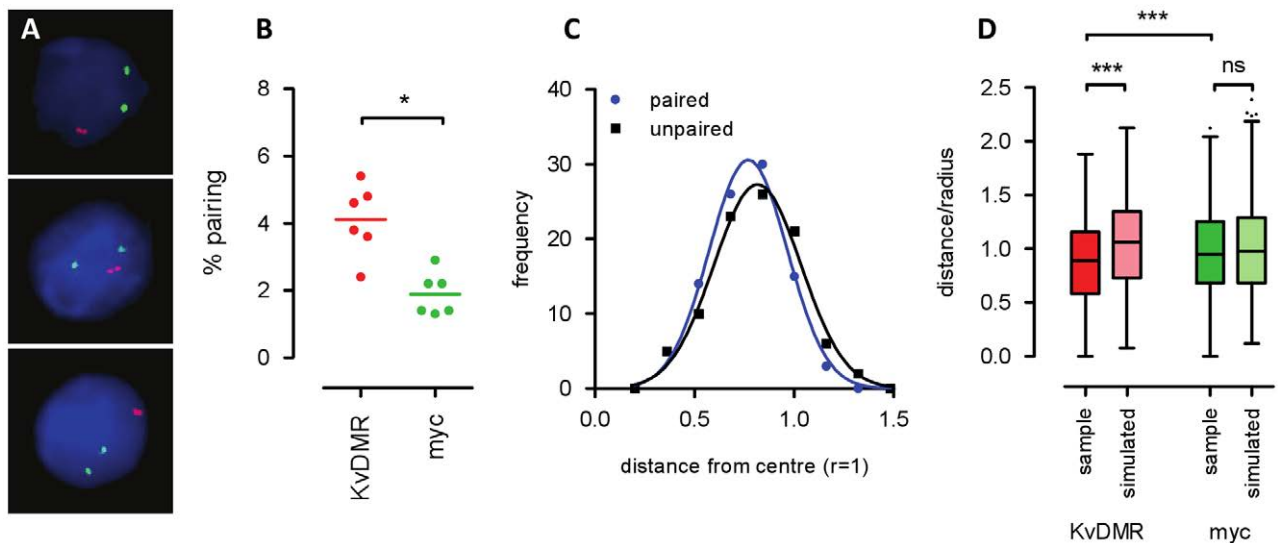 A
B
8
6
4
2
0
% pairing
*
KvDMR
myc
C
40
30
20
10
0
frequency
paired
unpaired
0.0
0.5
1.0
1.5
distance from centre (r=1)
D
***
***
ns
2.5
2.0
1.5
1.0
0.5
0.0
distance/radius
sample
simulated
sample
simulated
KvDMR
myc